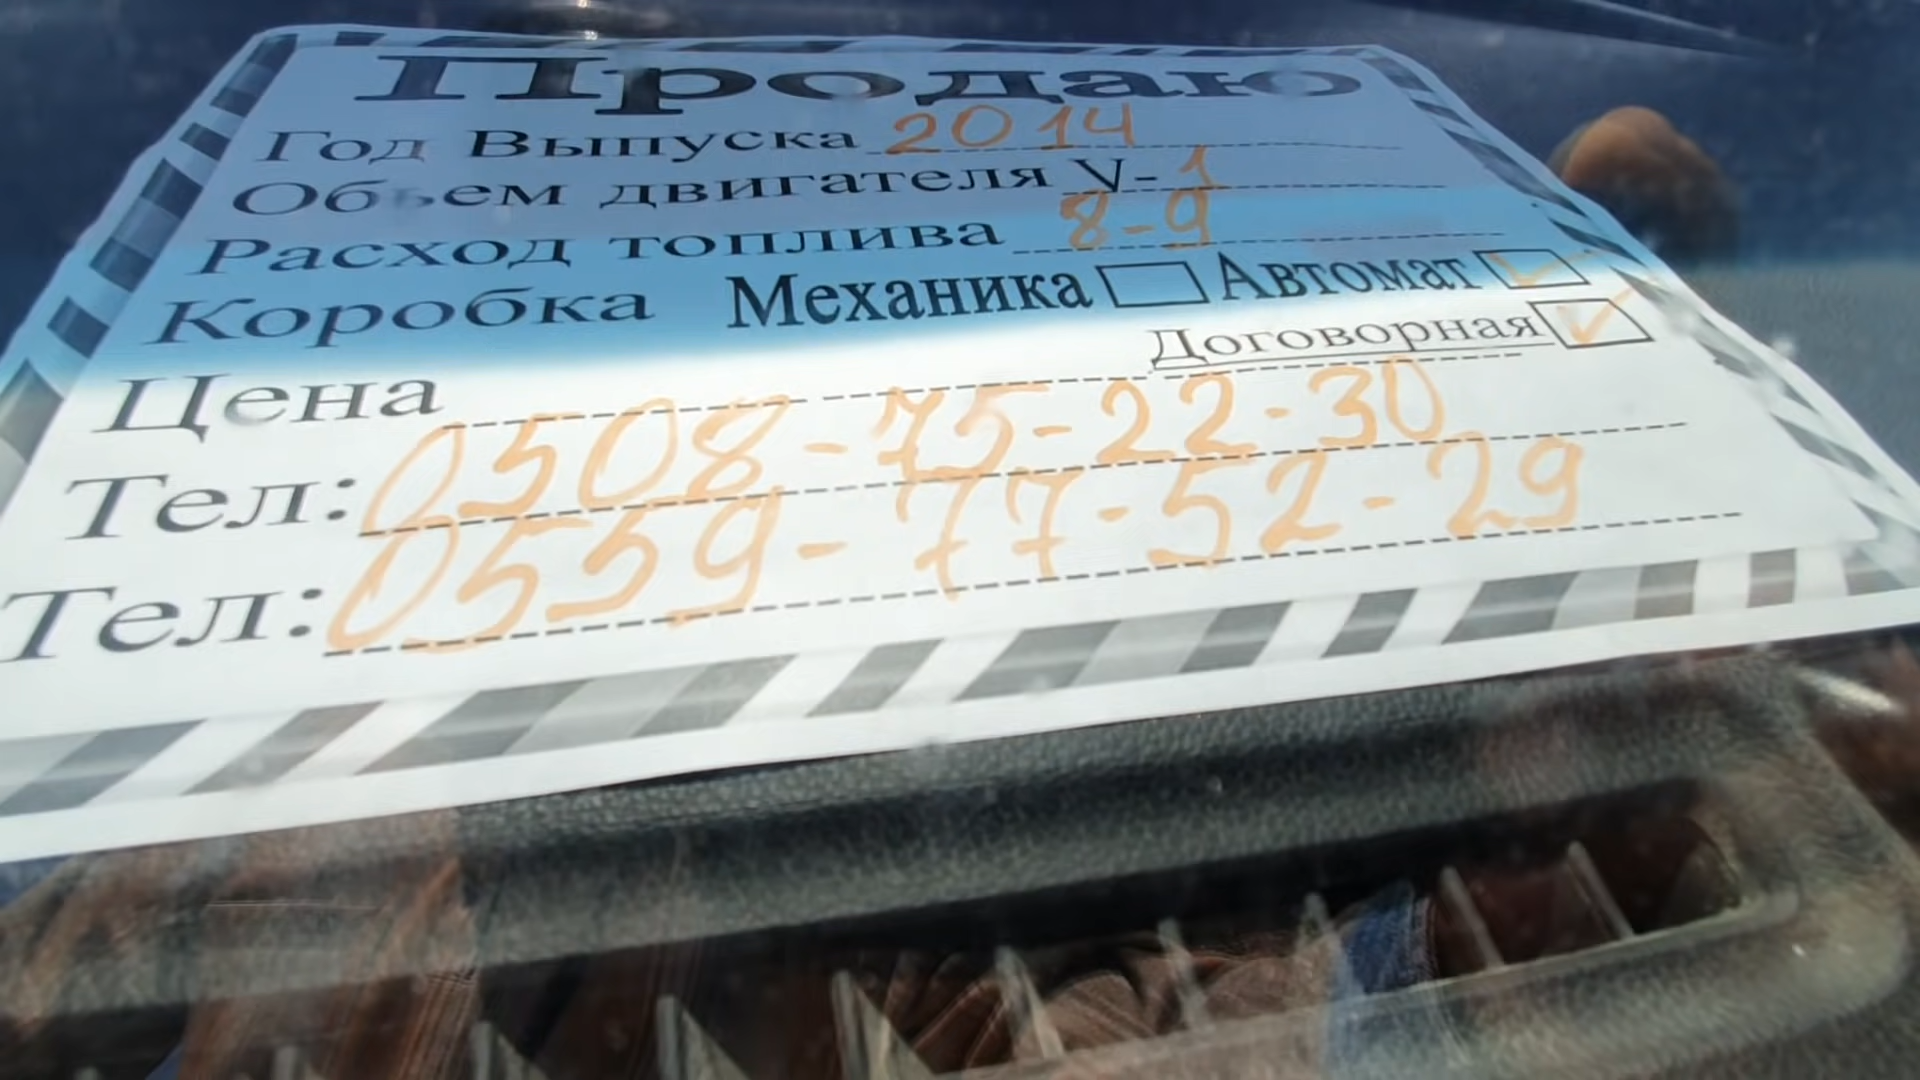 Продаю
Год Выпуска 2014
Объем двигателя V-1
Расход топлива 8-9
Коробка Механика Автомат
Договорная
Цена
Тел: 0508-75-22-30
Тел: 0559-77-52-29